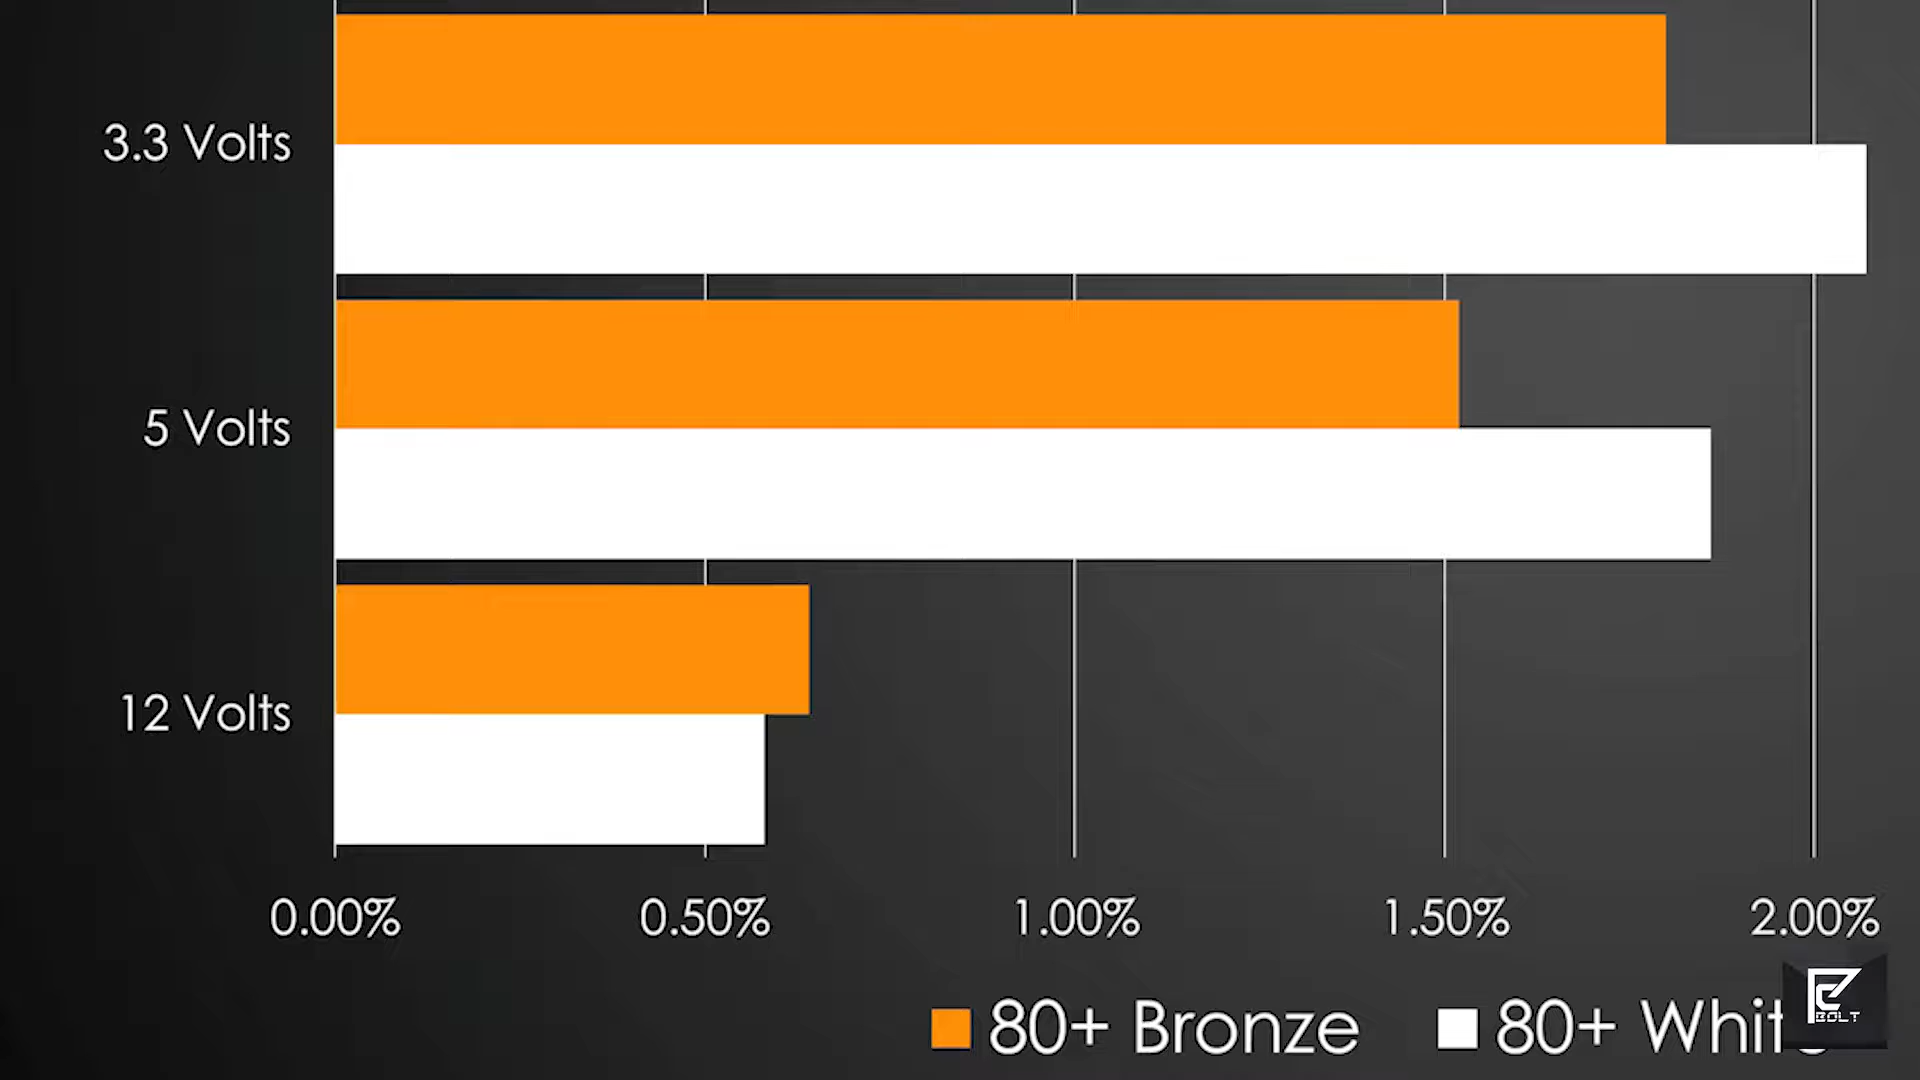 3.3 Volts
5 Volts
12 Volts
0.00% 0.50% 1.00% 1.50% 2.00%
80+ Bronze 80+ White
BOLT